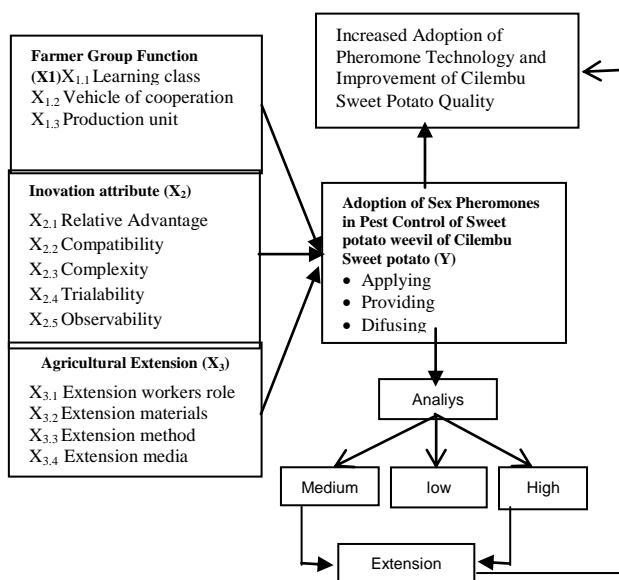 Farmer Group Function
(X1)X1.1 Learning class
X1.2 Vehicle of cooperation
X1.3 Production unit
Inovation attribute (X2)
X2.1 Relative Advantage
X2.2 Compatibility
X2.3 Complexity
X2.4 Trialability
X2.5 Observability
Agricultural Extension (X3)
X3.1 Extension workers role
X3.2 Extension materials
X3.3 Extension method
X3.4 Extension media
Increased Adoption of
Pheromone Technology and
Improvement of Cilembu
Sweet Potato Quality
Adoption of Sex Pheromones
in Pest Control of Sweet
potato weevil of Cilembu
Sweet potato (Y)
• Applying
• Providing
• Difusing
Analiys
Medium
low
High
Extension